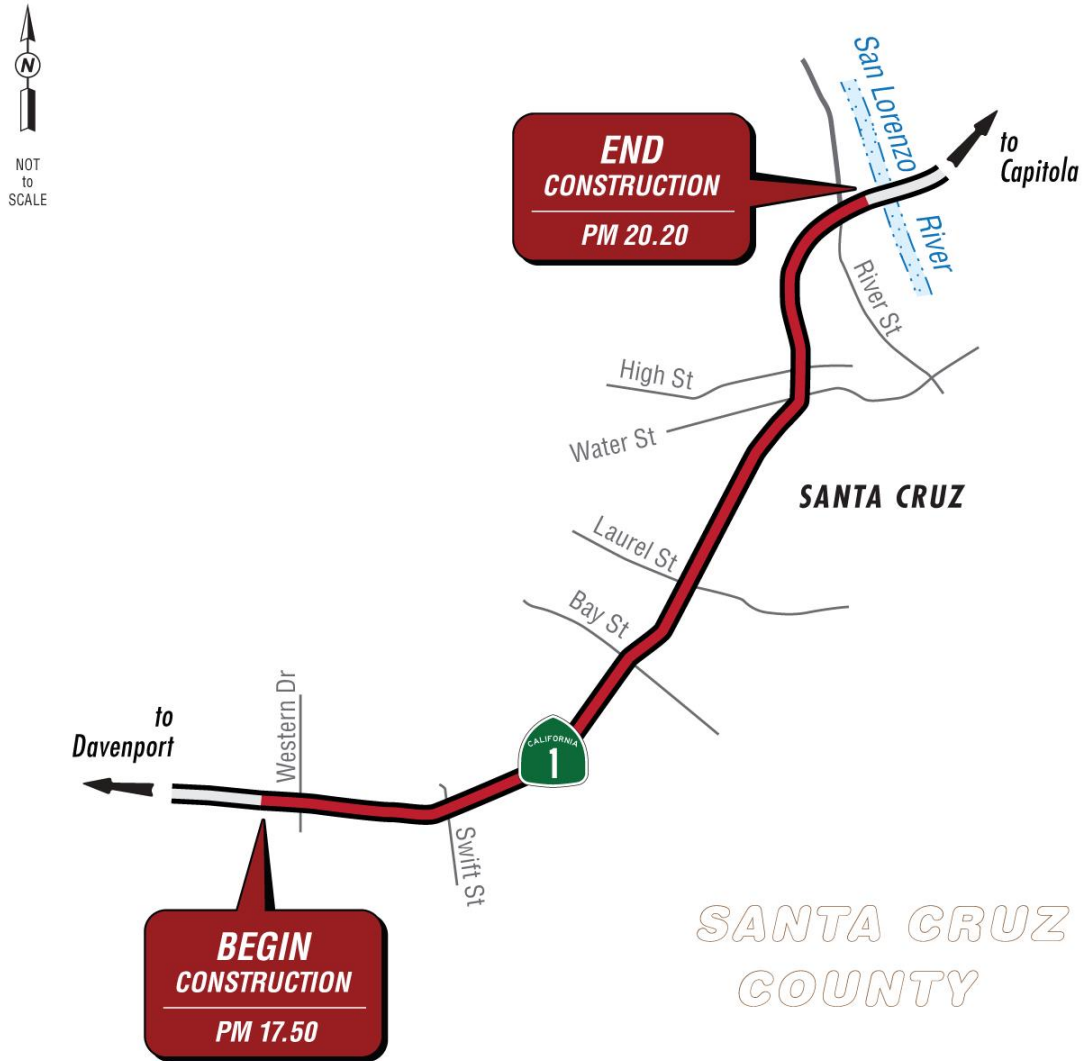 N
NOT
to
SCALE
San Lorenzo
River
to
Capitola
END
CONSTRUCTION
PM 20.20
River St
High St
Water St
SANTA CRUZ
Laurel St
Bay St
Western Dr
to
Davenport
CALIFORNIA
1
Swift St
BEGIN
CONSTRUCTION
PM 17.50
SANTA CRUZ
COUNTY